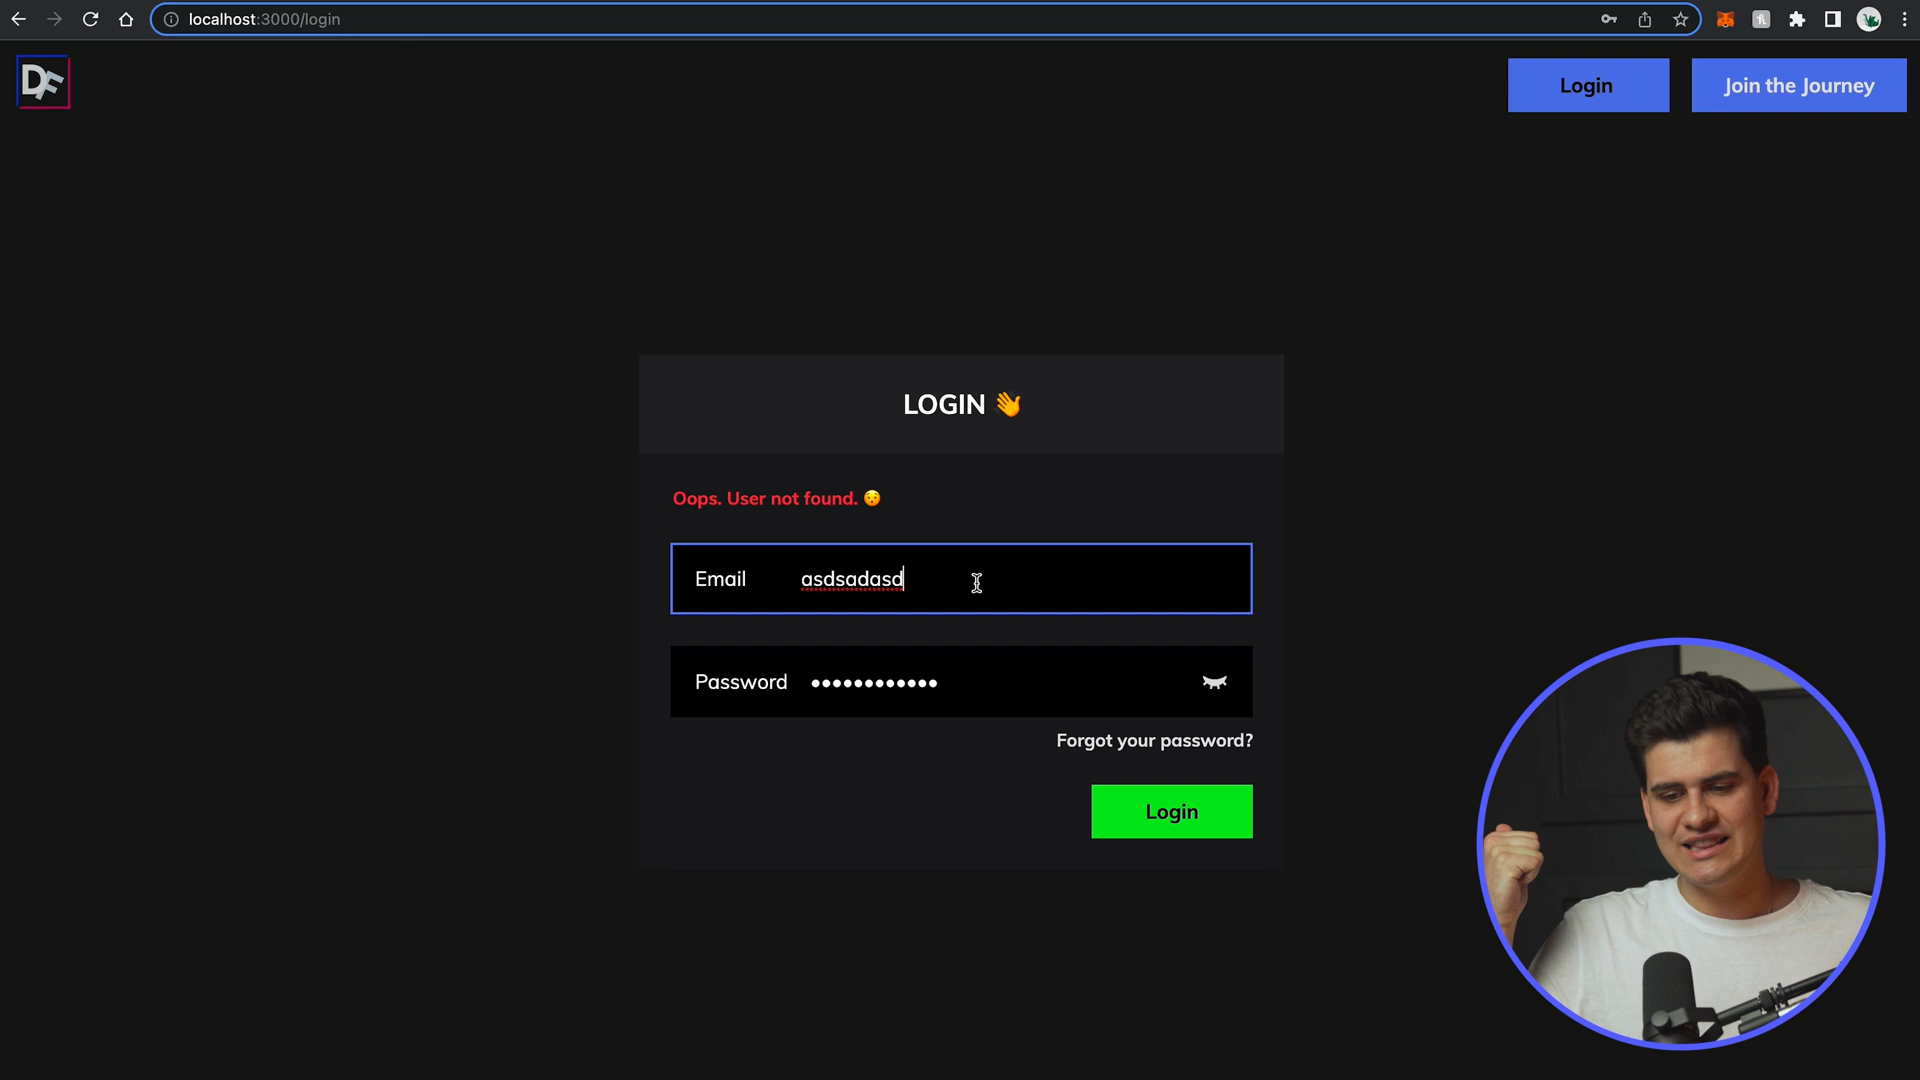 localhost:3000/login
DF
Login
Join the Journey
LOGIN 👋
Oops. User not found. 😯
Email asdsadasd
Password ••••••••••••
Forgot your password?
Login